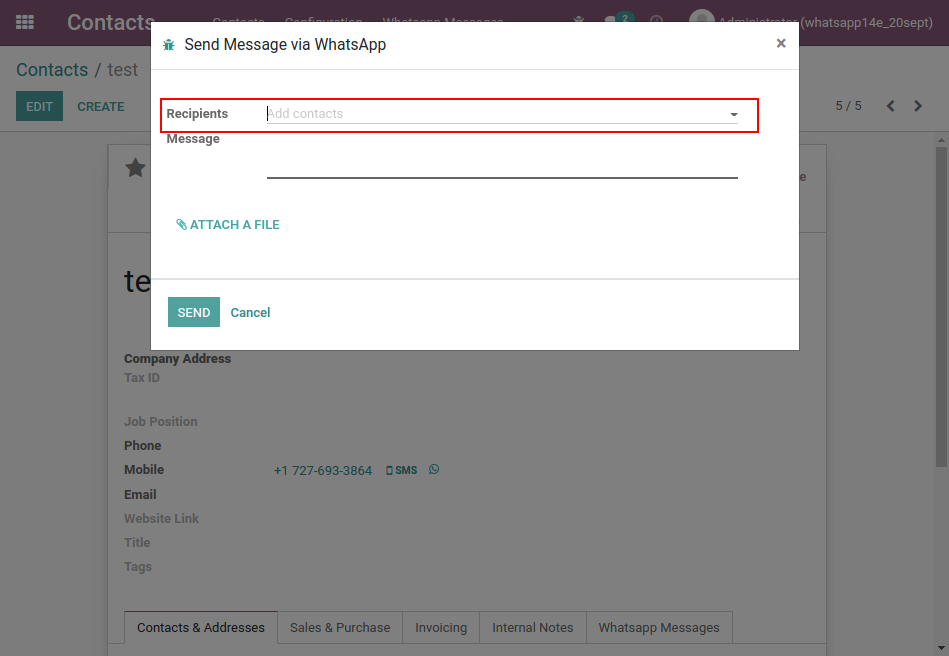 Contacts Contacts Configuration Whatsapp Messages 2 Administrator (whatsapp14e_20sept)
Send Message via WhatsApp ×
Contacts / test
EDIT CREATE 5 / 5
Recipients Add contacts
Message
ATTACH A FILE
te
SEND Cancel
Company Address
Tax ID
Job Position
Phone
Mobile +1 727-693-3864 SMS
Email
Website Link
Title
Tags
Contacts & Addresses Sales & Purchase Invoicing Internal Notes Whatsapp Messages